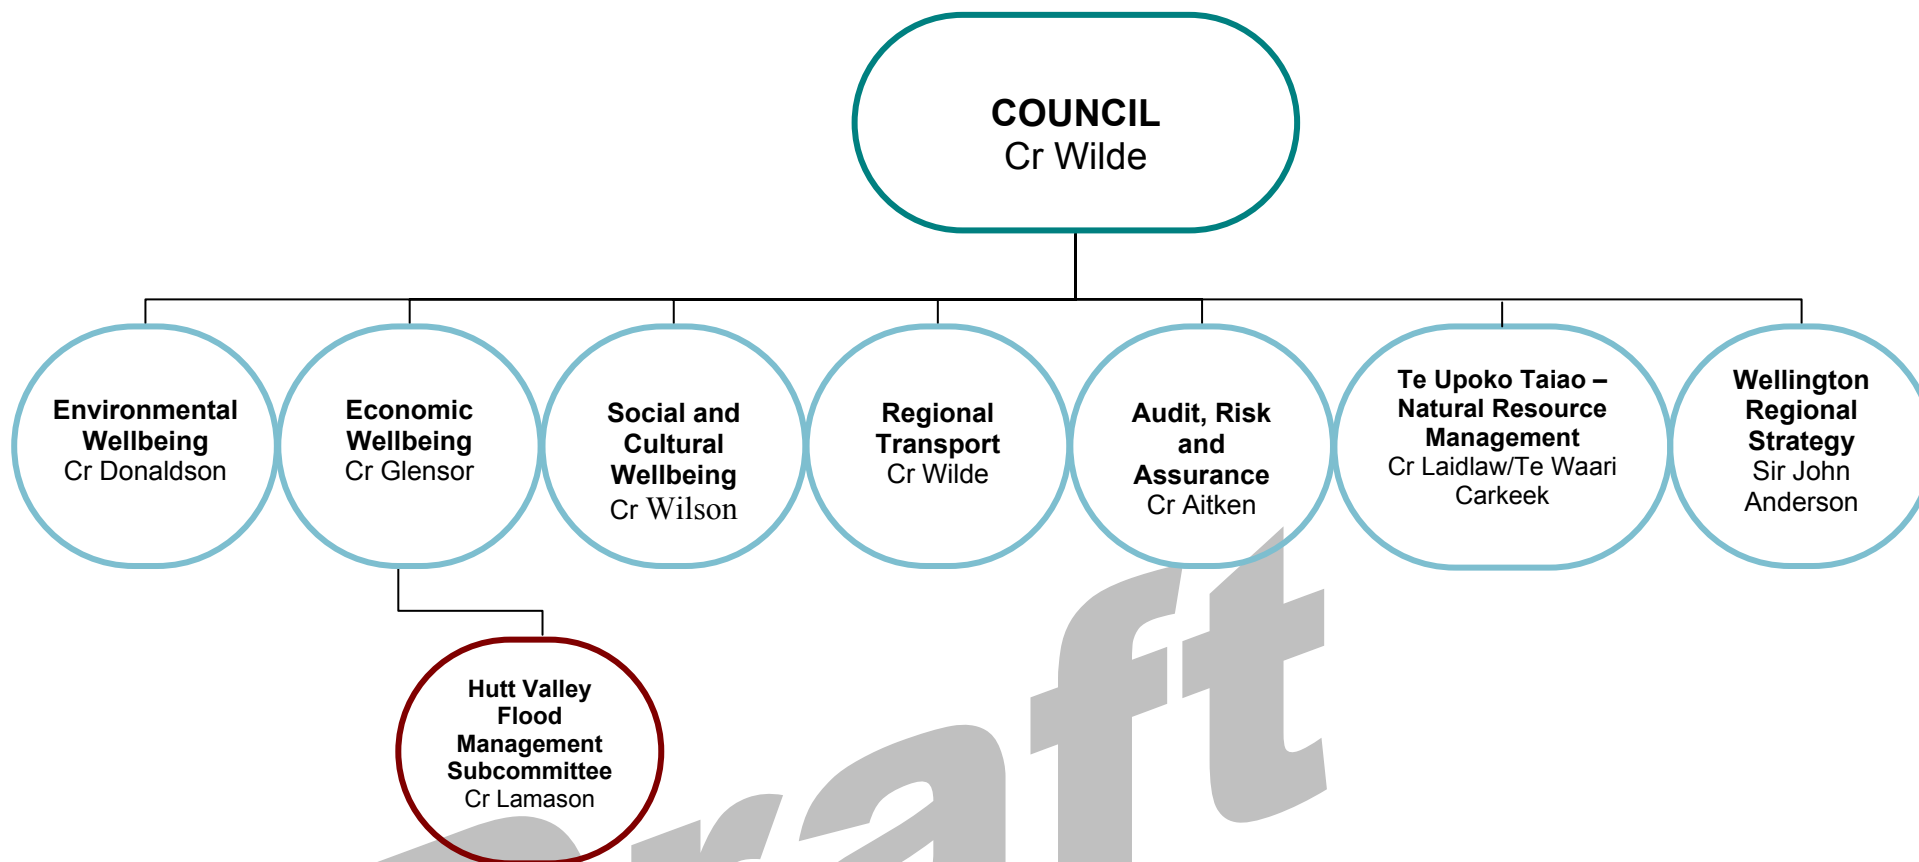 COUNCIL
Cr Wilde
Environmental
Wellbeing
Cr Donaldson
Economic
Wellbeing
Cr Glensor
Social and
Cultural
Wellbeing
Cr Wilson
Regional
Transport
Cr Wilde
Audit, Risk
and
Assurance
Cr Aitken
Te Upoko Taiao –
Natural Resource
Management
Cr Laidlaw/Te Waari
Carkeek
Wellington
Regional
Strategy
Sir John
Anderson
Hutt Valley
Flood
Management
Subcommittee
Cr Lamason
Draft